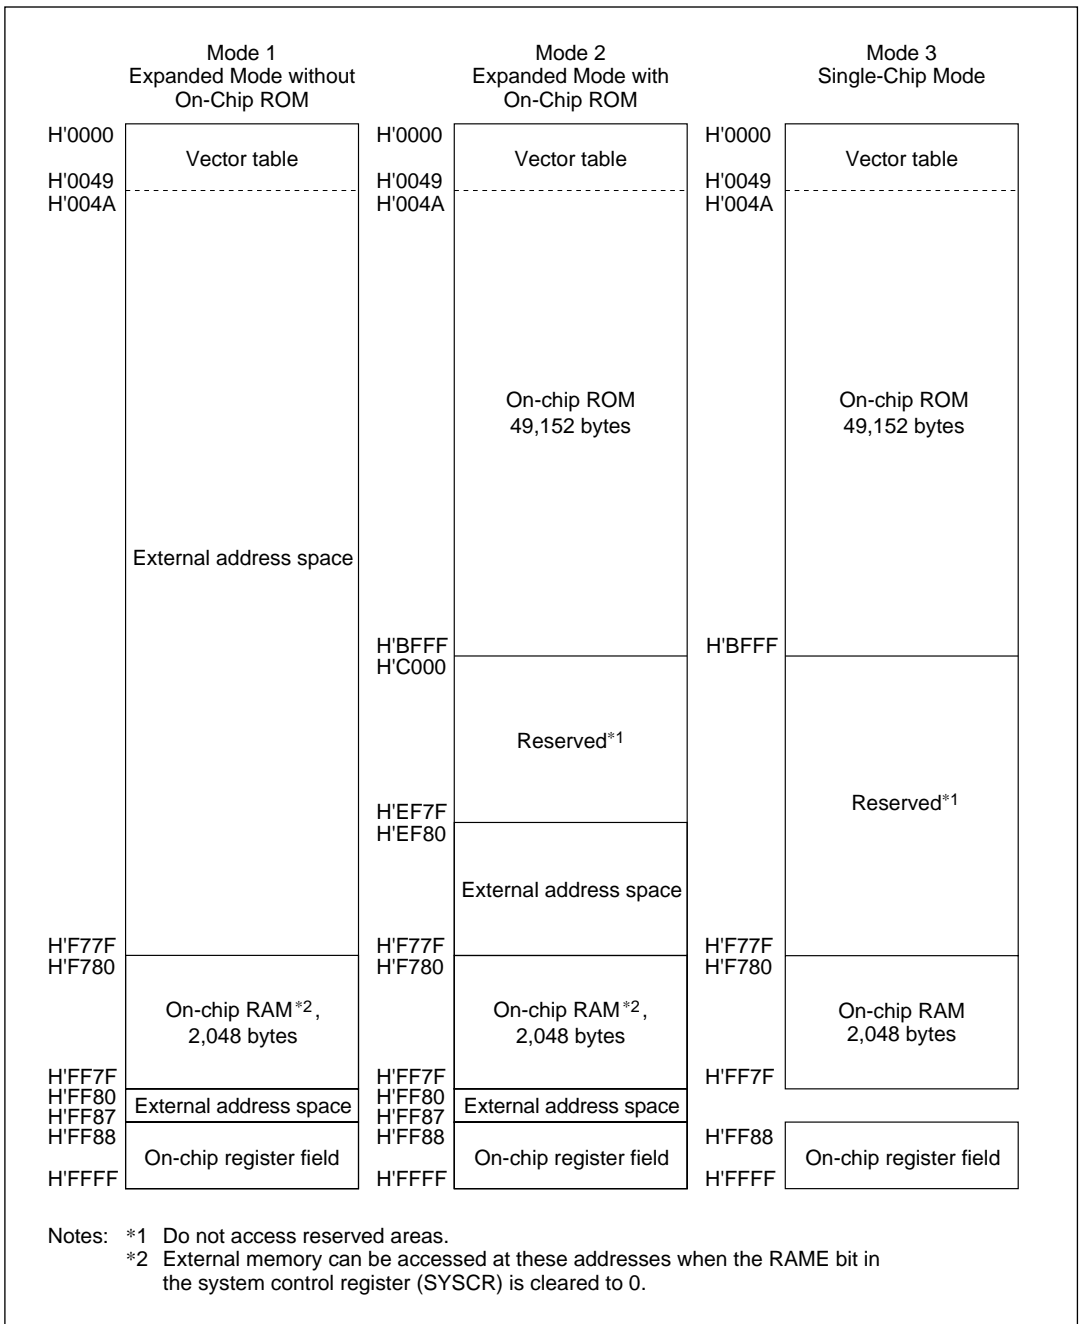 Mode 1
Expanded Mode without
On-Chip ROM
H'0000
Vector table
H'0049
H'004A
External address space
H'F77F
H'F780
On-chip RAM*2,
2,048 bytes
H'FF7F
H'FF80
External address space
H'FF87
H'FF88
On-chip register field
H'FFFF
Mode 2
Expanded Mode with
On-Chip ROM
H'0000
Vector table
H'0049
H'004A
On-chip ROM
49,152 bytes
H'BFFF
H'C000
Reserved*1
H'EF7F
H'EF80
External address space
H'F77F
H'F780
On-chip RAM*2,
2,048 bytes
H'FF7F
H'FF80
External address space
H'FF87
H'FF88
On-chip register field
H'FFFF
Mode 3
Single-Chip Mode
H'0000
Vector table
H'0049
H'004A
On-chip ROM
49,152 bytes
H'BFFF
Reserved*1
H'F77F
H'F780
On-chip RAM
2,048 bytes
H'FF7F
H'FF88
On-chip register field
H'FFFF
Notes: *1 Do not access reserved areas.
*2 External memory can be accessed at these addresses when the RAME bit in
the system control register (SYSCR) is cleared to 0.